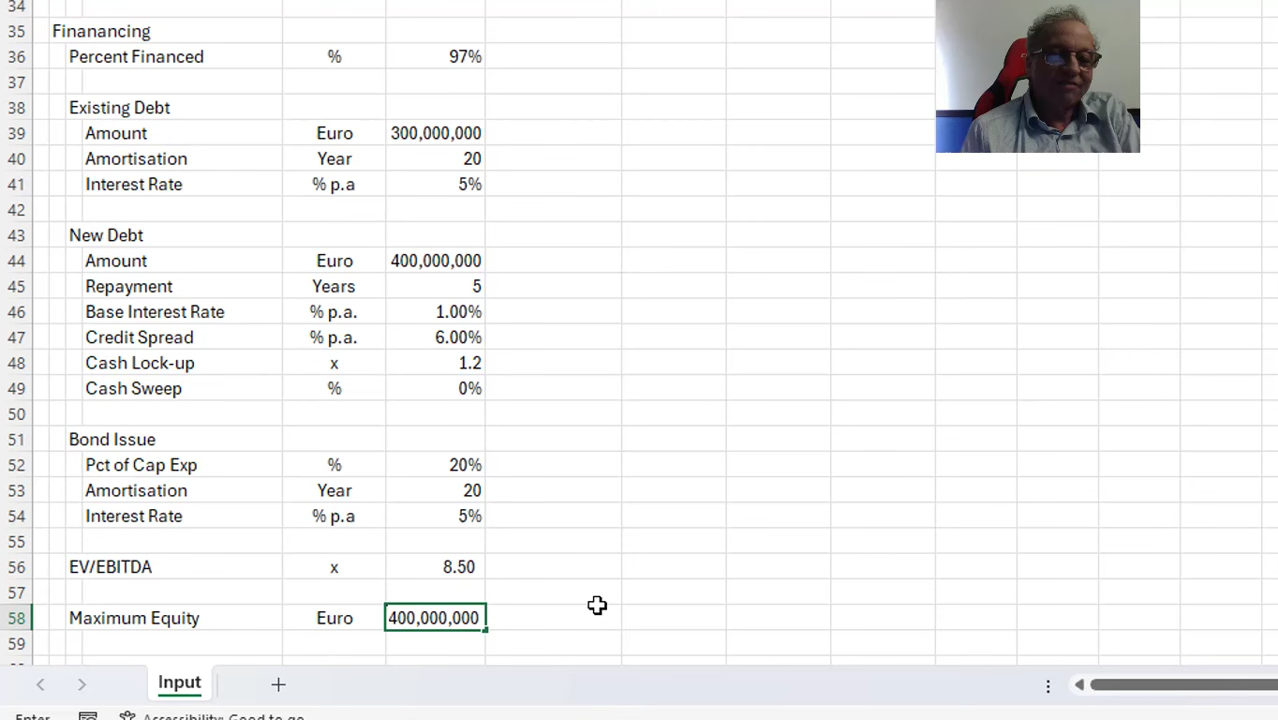 34
35 Finanancing
36 Percent Financed % 97%
37
38 Existing Debt
39 Amount Euro 300,000,000
40 Amortisation Year 20
41 Interest Rate % p.a 5%
42
43 New Debt
44 Amount Euro 400,000,000
45 Repayment Years 5
46 Base Interest Rate % p.a. 1.00%
47 Credit Spread % p.a. 6.00%
48 Cash Lock-up x 1.2
49 Cash Sweep % 0%
50
51 Bond Issue
52 Pct of Cap Exp % 20%
53 Amortisation Year 20
54 Interest Rate % p.a 5%
55
56 EV/EBITDA x 8.50
57
58 Maximum Equity Euro 400,000,000
59
Input
Enter Accessibility: Good to go